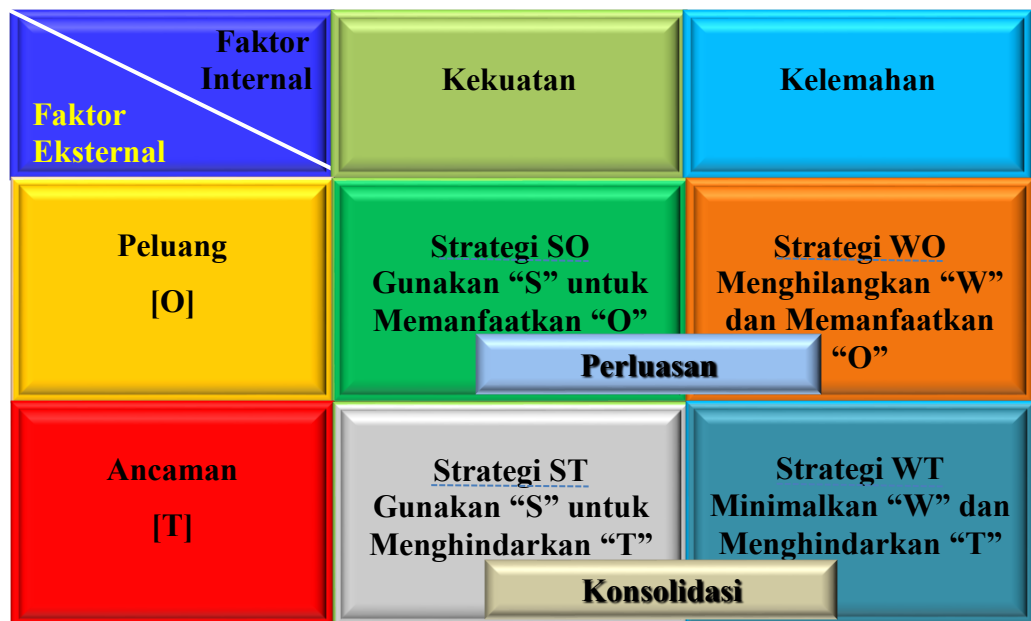 Faktor
Internal
Faktor
Eksternal
Kekuatan
Kelemahan
Peluang
[O]
Strategi SO
Gunakan “S” untuk
Memanfaatkan “O”
Strategi WO
Menghilangkan “W”
dan Memanfaatkan
“O”
Perluasan
Ancaman
[T]
Strategi ST
Gunakan “S” untuk
Menghindarkan “T”
Strategi WT
Minimalkan “W” dan
Menghindarkan “T”
Konsolidasi